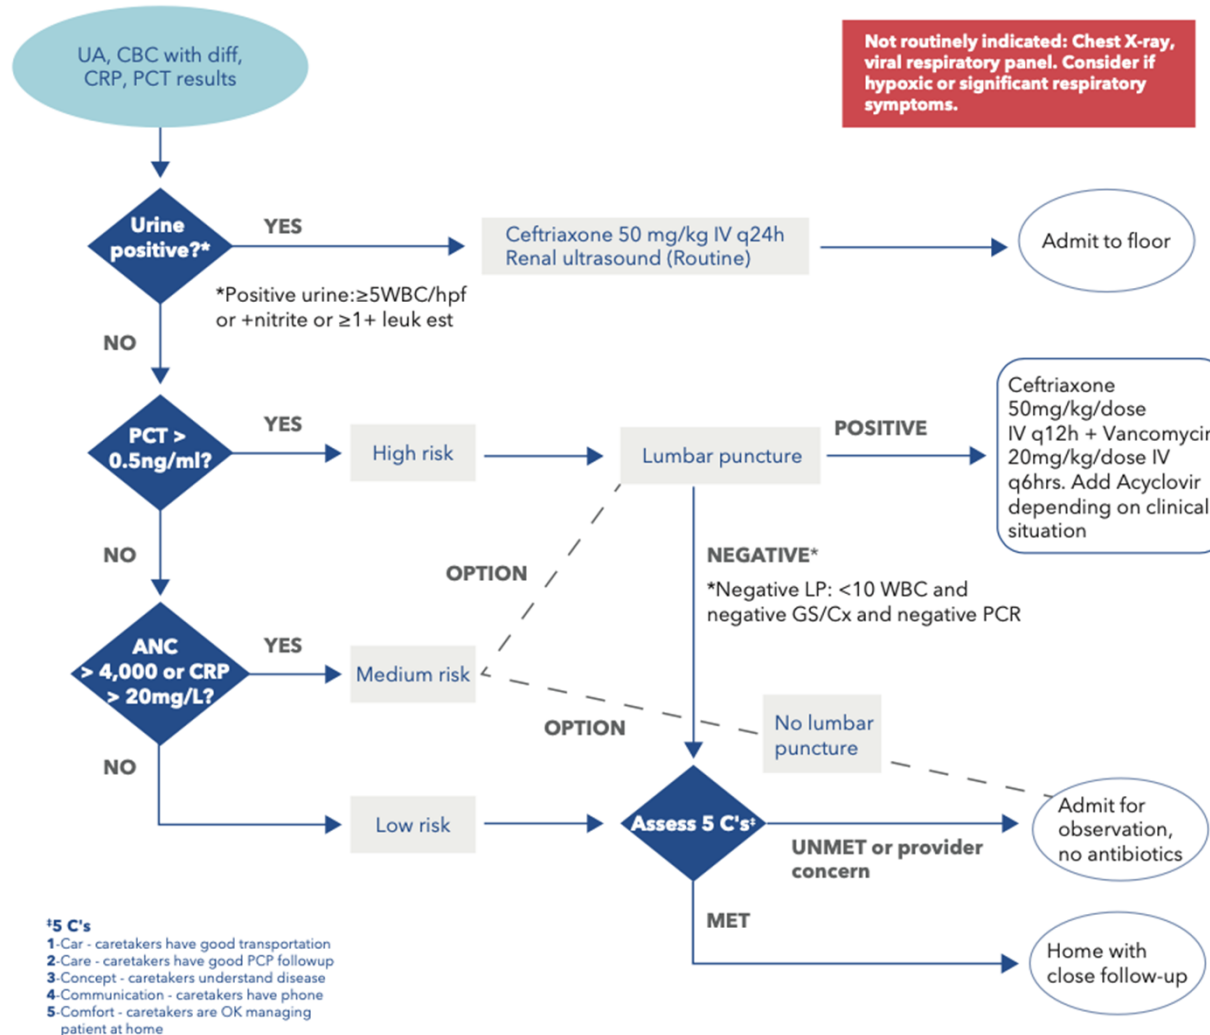 UA, CBC with diff,
CRP, PCT results
Not routinely indicated: Chest X-ray,
viral respiratory panel. Consider if
hypoxic or significant respiratory
symptoms.
Urine
positive?*
YES
Ceftriaxone 50 mg/kg IV q24h
Renal ultrasound (Routine)
Admit to floor
*Positive urine:≥5WBC/hpf
or +nitrite or ≥1+ leuk est
NO
PCT >
0.5ng/ml?
YES
High risk
Lumbar puncture
POSITIVE
Ceftriaxone
50mg/kg/dose
IV q12h + Vancomycin
20mg/kg/dose IV
q6hrs. Add Acyclovir
depending on clinical
situation
NO
OPTION
NEGATIVE*
*Negative LP: <10 WBC and
negative GS/Cx and negative PCR
ANC
> 4,000 or CRP
> 20mg/L?
YES
Medium risk
OPTION
No lumbar
puncture
NO
Low risk
Assess 5 C's‡
UNMET or provider
concern
Admit for
observation,
no antibiotics
MET
Home with
close follow-up
‡5 C's
1-Car - caretakers have good transportation
2-Care - caretakers have good PCP followup
3-Concept - caretakers understand disease
4-Communication - caretakers have phone
5-Comfort - caretakers are OK managing
patient at home